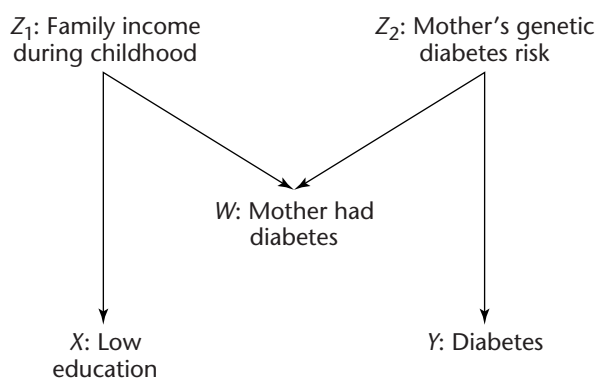 Z1: Family income
during childhood
Z2: Mother's genetic
diabetes risk
W: Mother had
diabetes
X: Low
education
Y: Diabetes